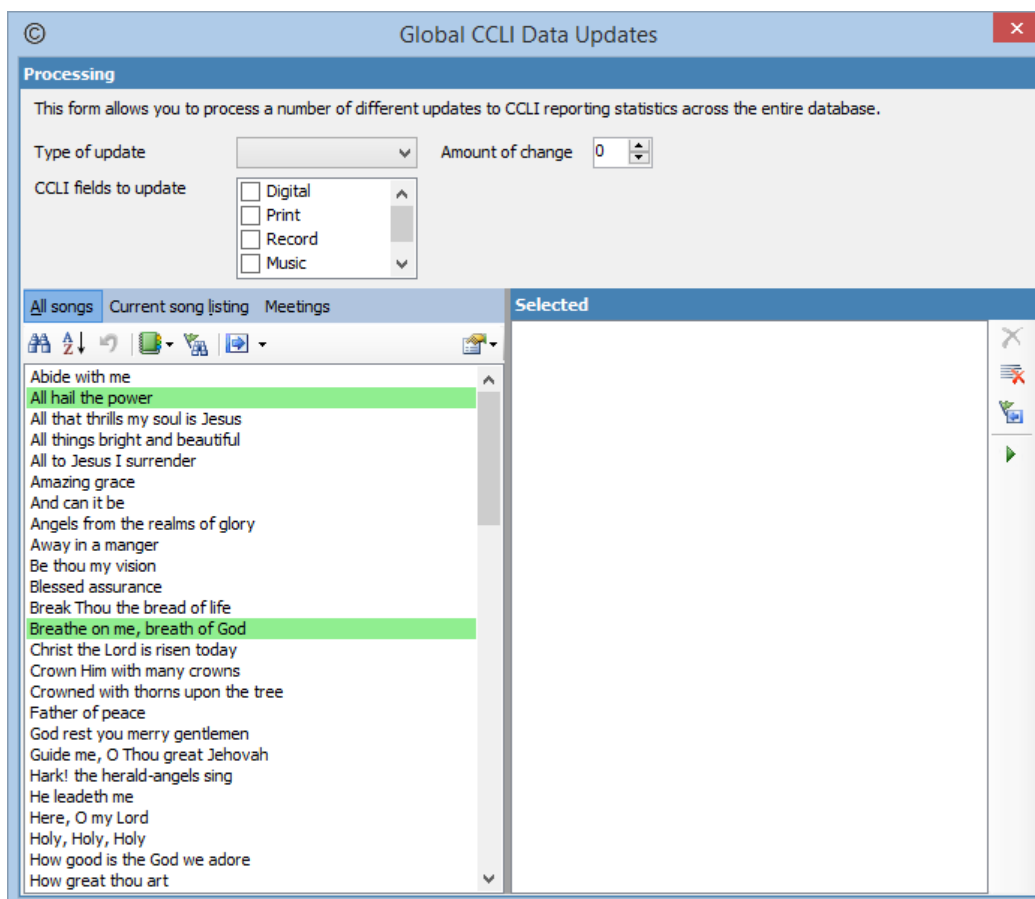 ©
Global CCLI Data Updates
Processing
This form allows you to process a number of different updates to CCLI reporting statistics across the entire database.
Type of update
Amount of change 0
CCLI fields to update
Digital
Print
Record
Music
All songs Current song listing Meetings
Selected
A
Z
Abide with me
All hail the power
All that thrills my soul is Jesus
All things bright and beautiful
All to Jesus I surrender
Amazing grace
And can it be
Angels from the realms of glory
Away in a manger
Be thou my vision
Blessed assurance
Break Thou the bread of life
Breathe on me, breath of God
Christ the Lord is risen today
Crown Him with many crowns
Crowned with thorns upon the tree
Father of peace
God rest you merry gentlemen
Guide me, O Thou great Jehovah
Hark! the herald-angels sing
He leadeth me
Here, O my Lord
Holy, Holy, Holy
How good is the God we adore
How great thou art